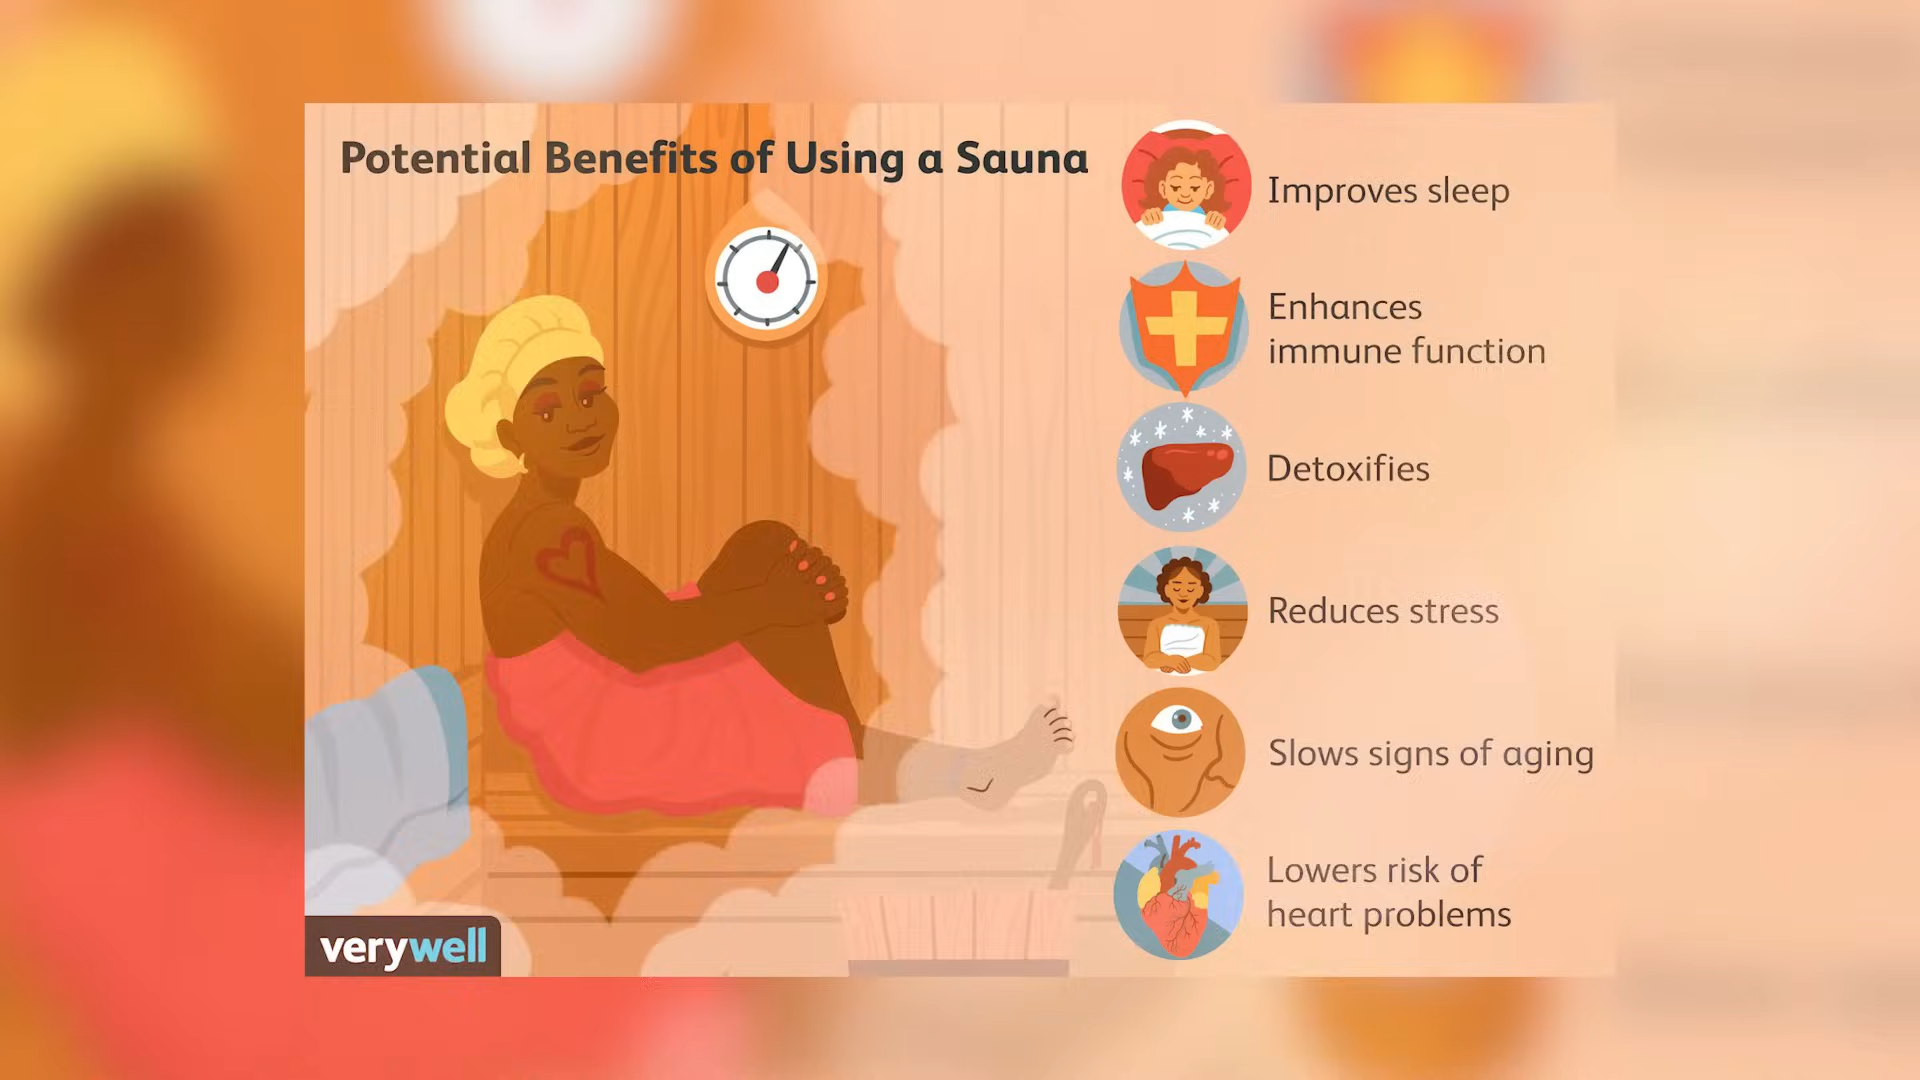 Potential Benefits of Using a Sauna
Improves sleep
Enhances
immune function
Detoxifies
Reduces stress
Slows signs of aging
Lowers risk of
heart problems
verywell